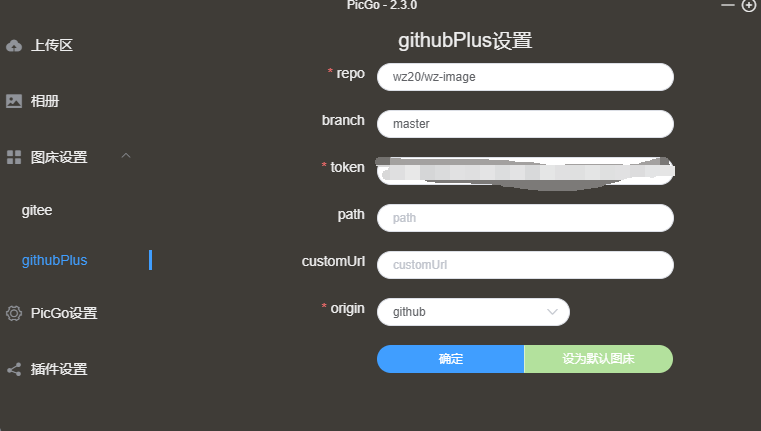 PicGo - 2.3.0
上传区
相册
图床设置
gitee
githubPlus
PicGo设置
插件设置
githubPlus设置
* repo
wz20/wz-image
branch
master
* token
path
path
customUrl
customUrl
* origin
github
确定
设为默认图床